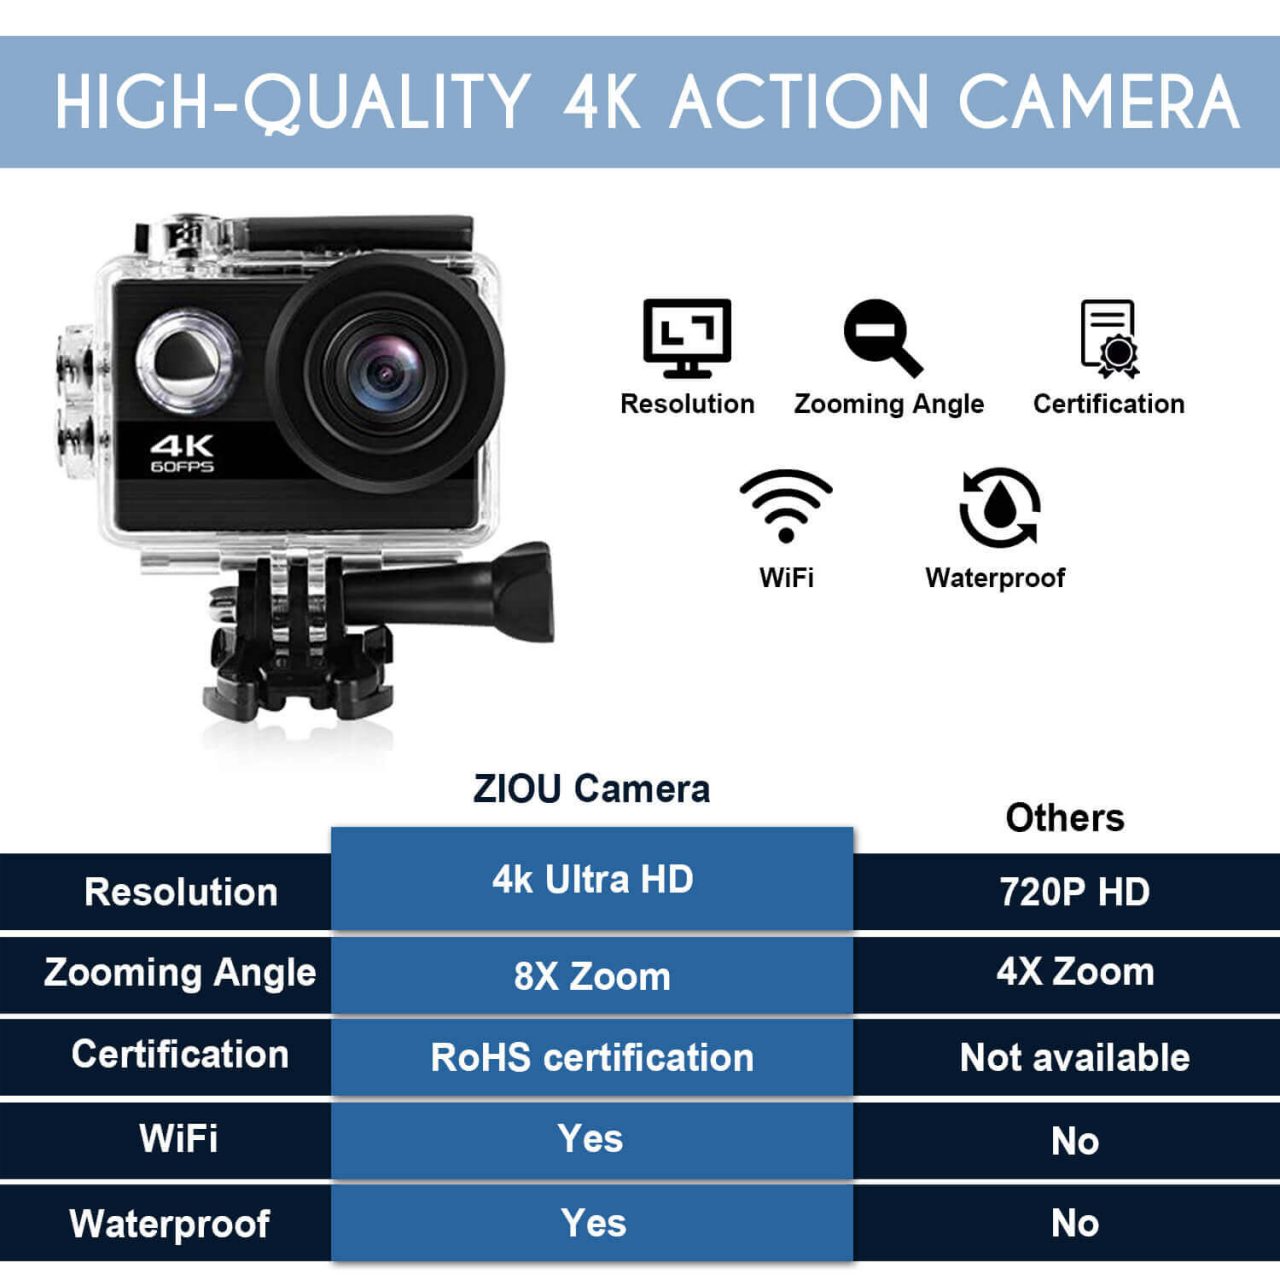 HIGH-QUALITY 4K ACTION CAMERA
4K
60FPS
Resolution
Zooming Angle
Certification
WiFi
Waterproof
ZIOU Camera
Others
Resolution 4k Ultra HD 720P HD
Zooming Angle 8X Zoom 4X Zoom
Certification RoHS certification Not available
WiFi Yes No
Waterproof Yes No